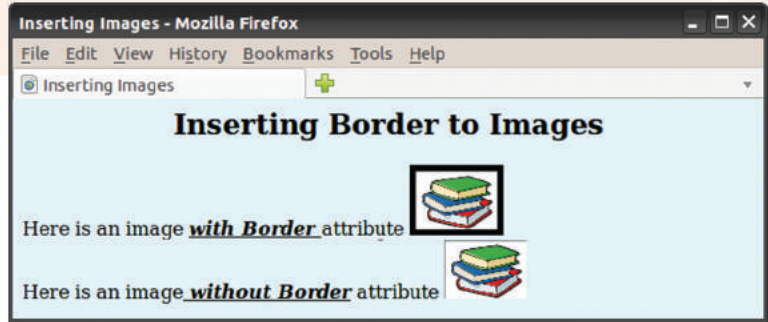 Inserting Images - Mozilla Firefox
File Edit View History Bookmarks Tools Help
Inserting Images
Inserting Border to Images
Here is an image with Border attribute
Here is an image without Border attribute